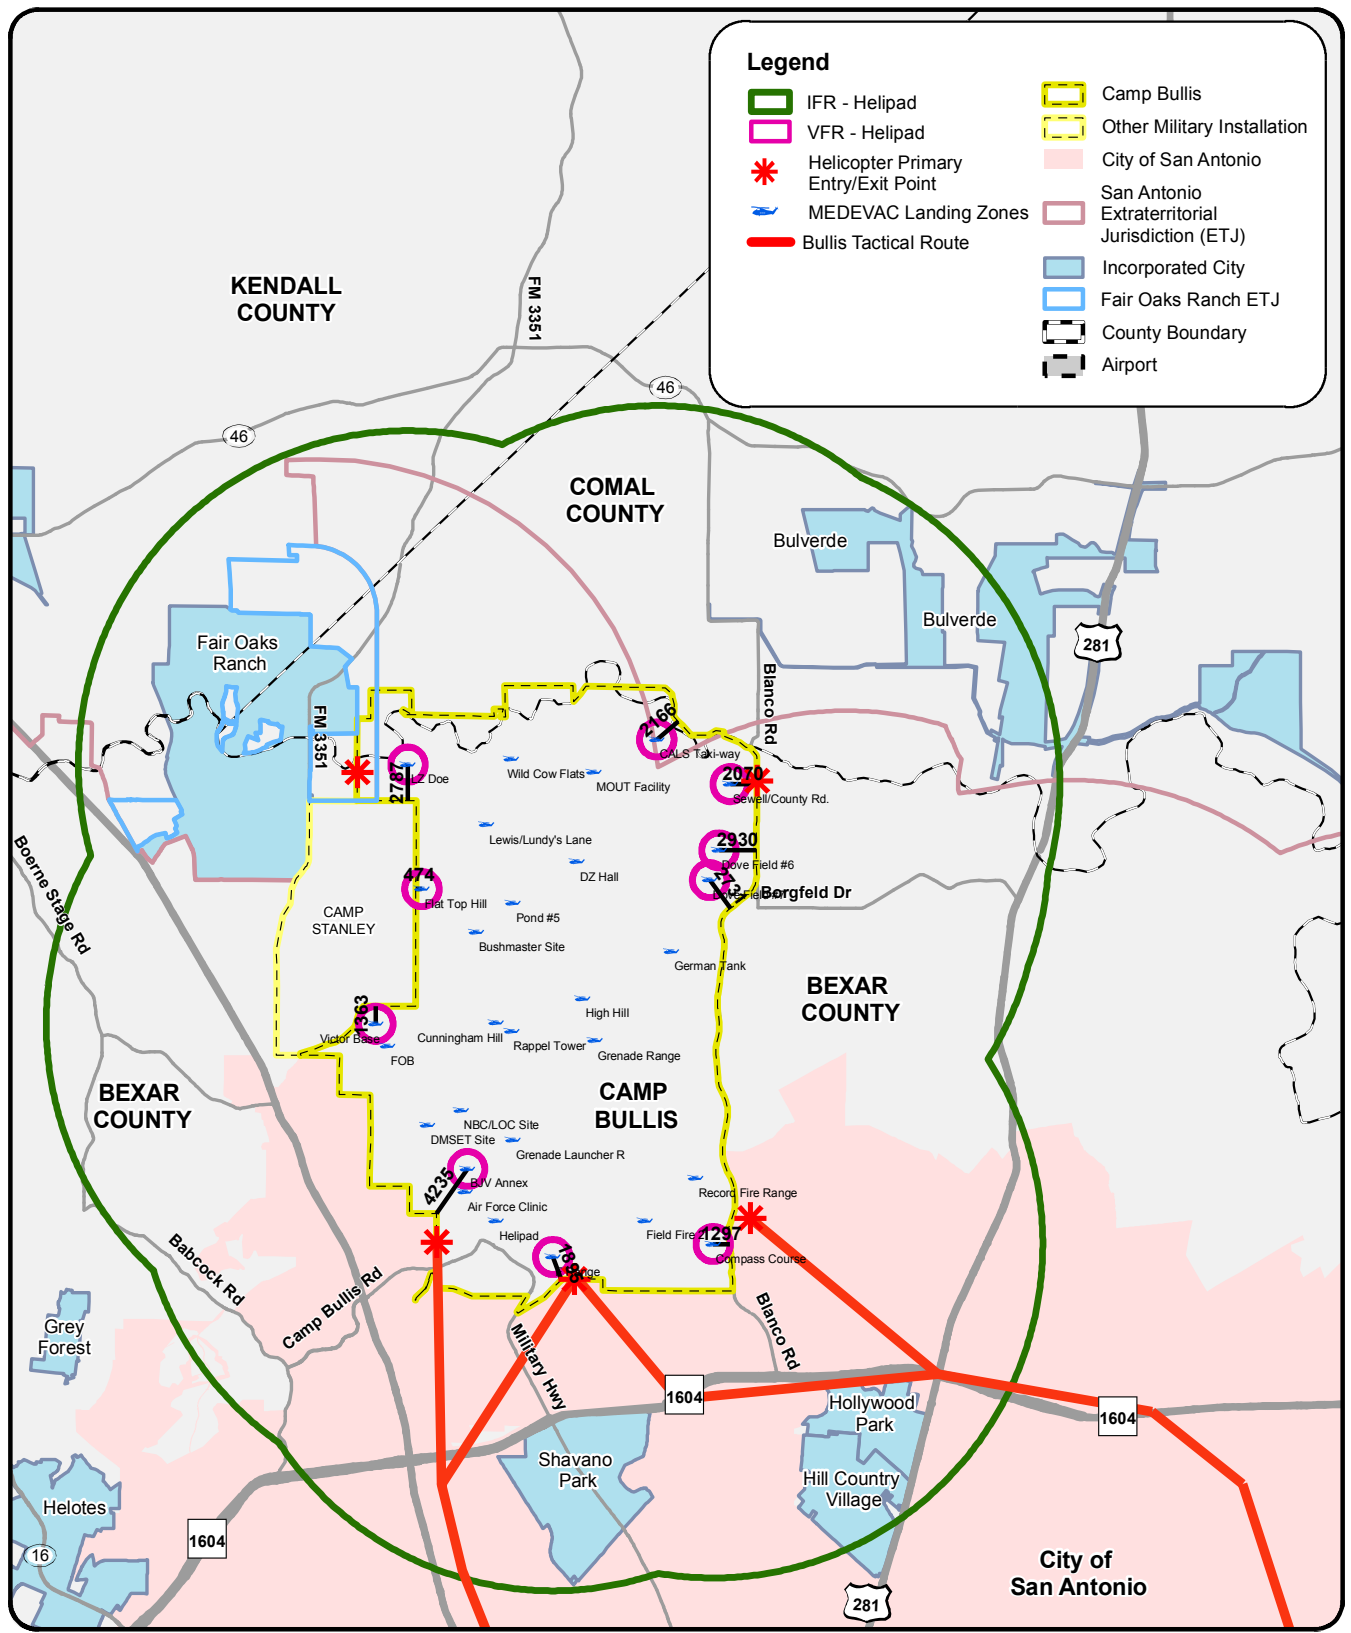 Legend
IFR - Helipad
VFR - Helipad
Helicopter Primary
Entry/Exit Point
MEDEVAC Landing Zones
Bullis Tactical Route
Camp Bullis
Other Military Installation
City of San Antonio
San Antonio
Extraterritorial
Jurisdiction (ETJ)
Incorporated City
Fair Oaks Ranch ETJ
County Boundary
Airport
KENDALL
COUNTY
FM 3351
46
46
COMAL
COUNTY
Bulverde
Bulverde
281
Fair Oaks
Ranch
FM 3351
Blanco Rd
2166
CALS Taxi-way
2787
LZ Doe
Wild Cow Flats
MOUT Facility
2070
Sewell/County Rd.
Lewis/Lundy's Lane
2930
Dove Field #6
DZ Hall
474
Flat Top Hill
Borgfeld Dr
Boerne Stage Rd
CAMP
STANLEY
Pond #5
Bushmaster Site
German Tank
BEXAR
COUNTY
1363
Victor Base
High Hill
Cunningham Hill
Rappel Tower
FOB
Grenade Range
BEXAR
COUNTY
CAMP
BULLIS
NBC/LOC Site
DMSET Site
Grenade Launcher R
4235
BJV Annex
Record Fire Range
Air Force Clinic
Helipad
Field Fire
1297
Compass Course
Babcock Rd
Camp Bullis Rd
Military Hwy
Blanco Rd
Grey
Forest
1604
Hollywood
Park
1604
Shavano
Park
Hill Country
Village
Helotes
1604
16
City of
San Antonio
281